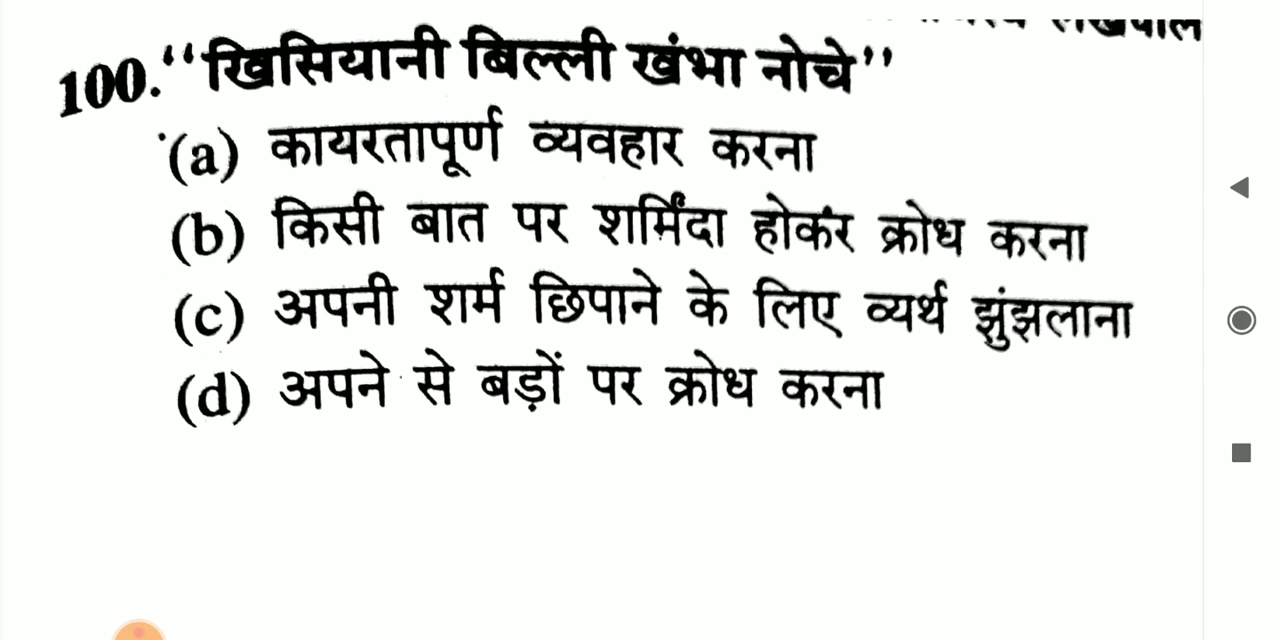 100. ‘‘खिसियानी बिल्ली खंभा नोचे’’
(a) कायरतापूर्ण व्यवहार करना
(b) किसी बात पर शर्मिंदा होकर क्रोध करना
(c) अपनी शर्म छिपाने के लिए व्यर्थ झुंझलाना
(d) अपने से बड़ों पर क्रोध करना